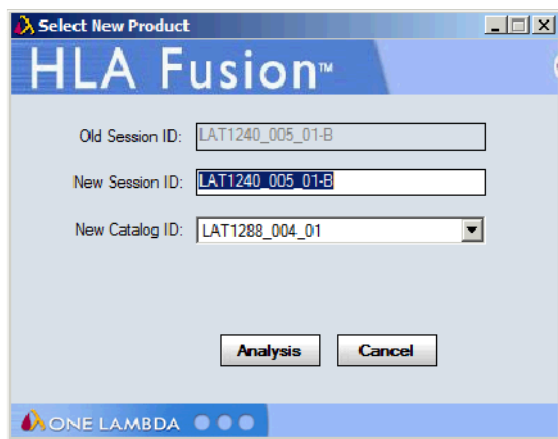 Select New Product
HLA Fusion™
Old Session ID: LAT1240_005_01-B
New Session ID: LAT1240_005_01-B
New Catalog ID: LAT1288_004_01
Analysis Cancel
ONE LAMBDA